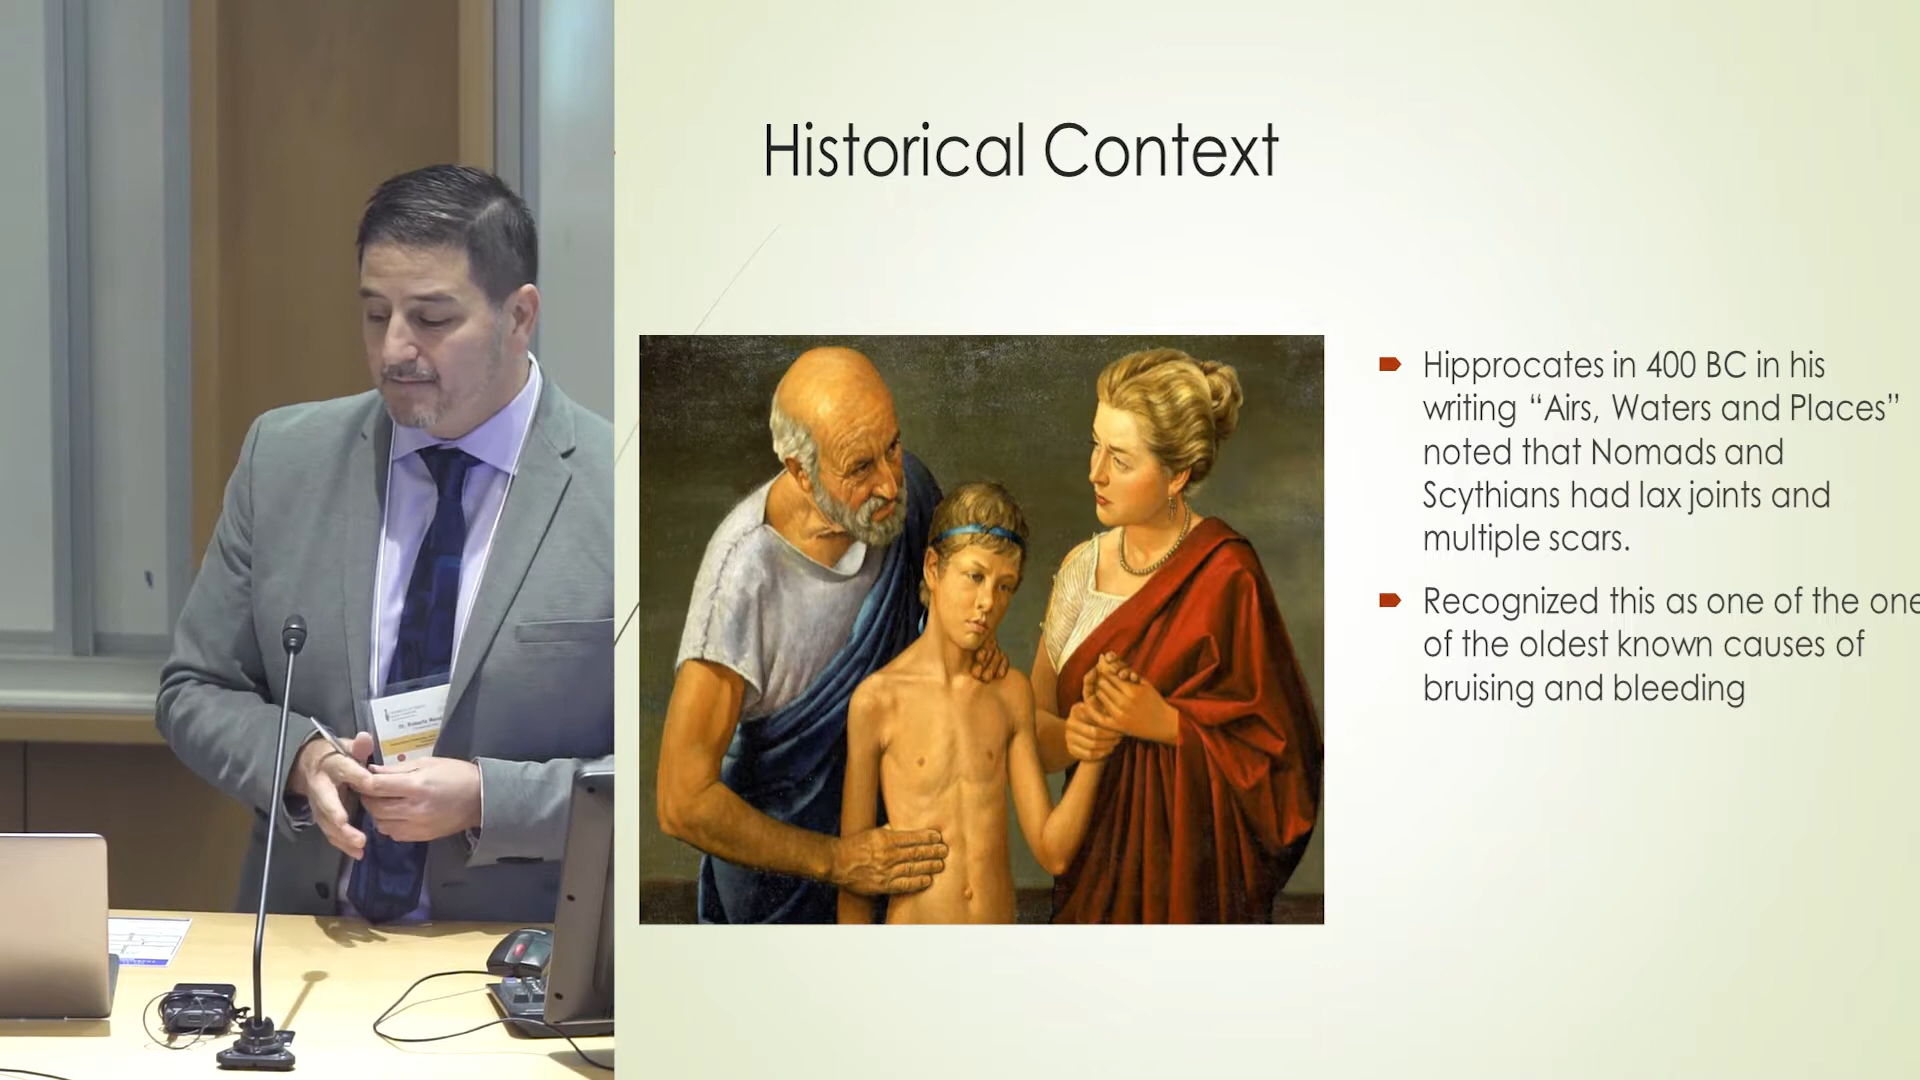 Historical Context
Hipprocates in 400 BC in his
writing “Airs, Waters and Places”
noted that Nomads and
Scythians had lax joints and
multiple scars.
Recognized this as one of the one
of the oldest known causes of
bruising and bleeding